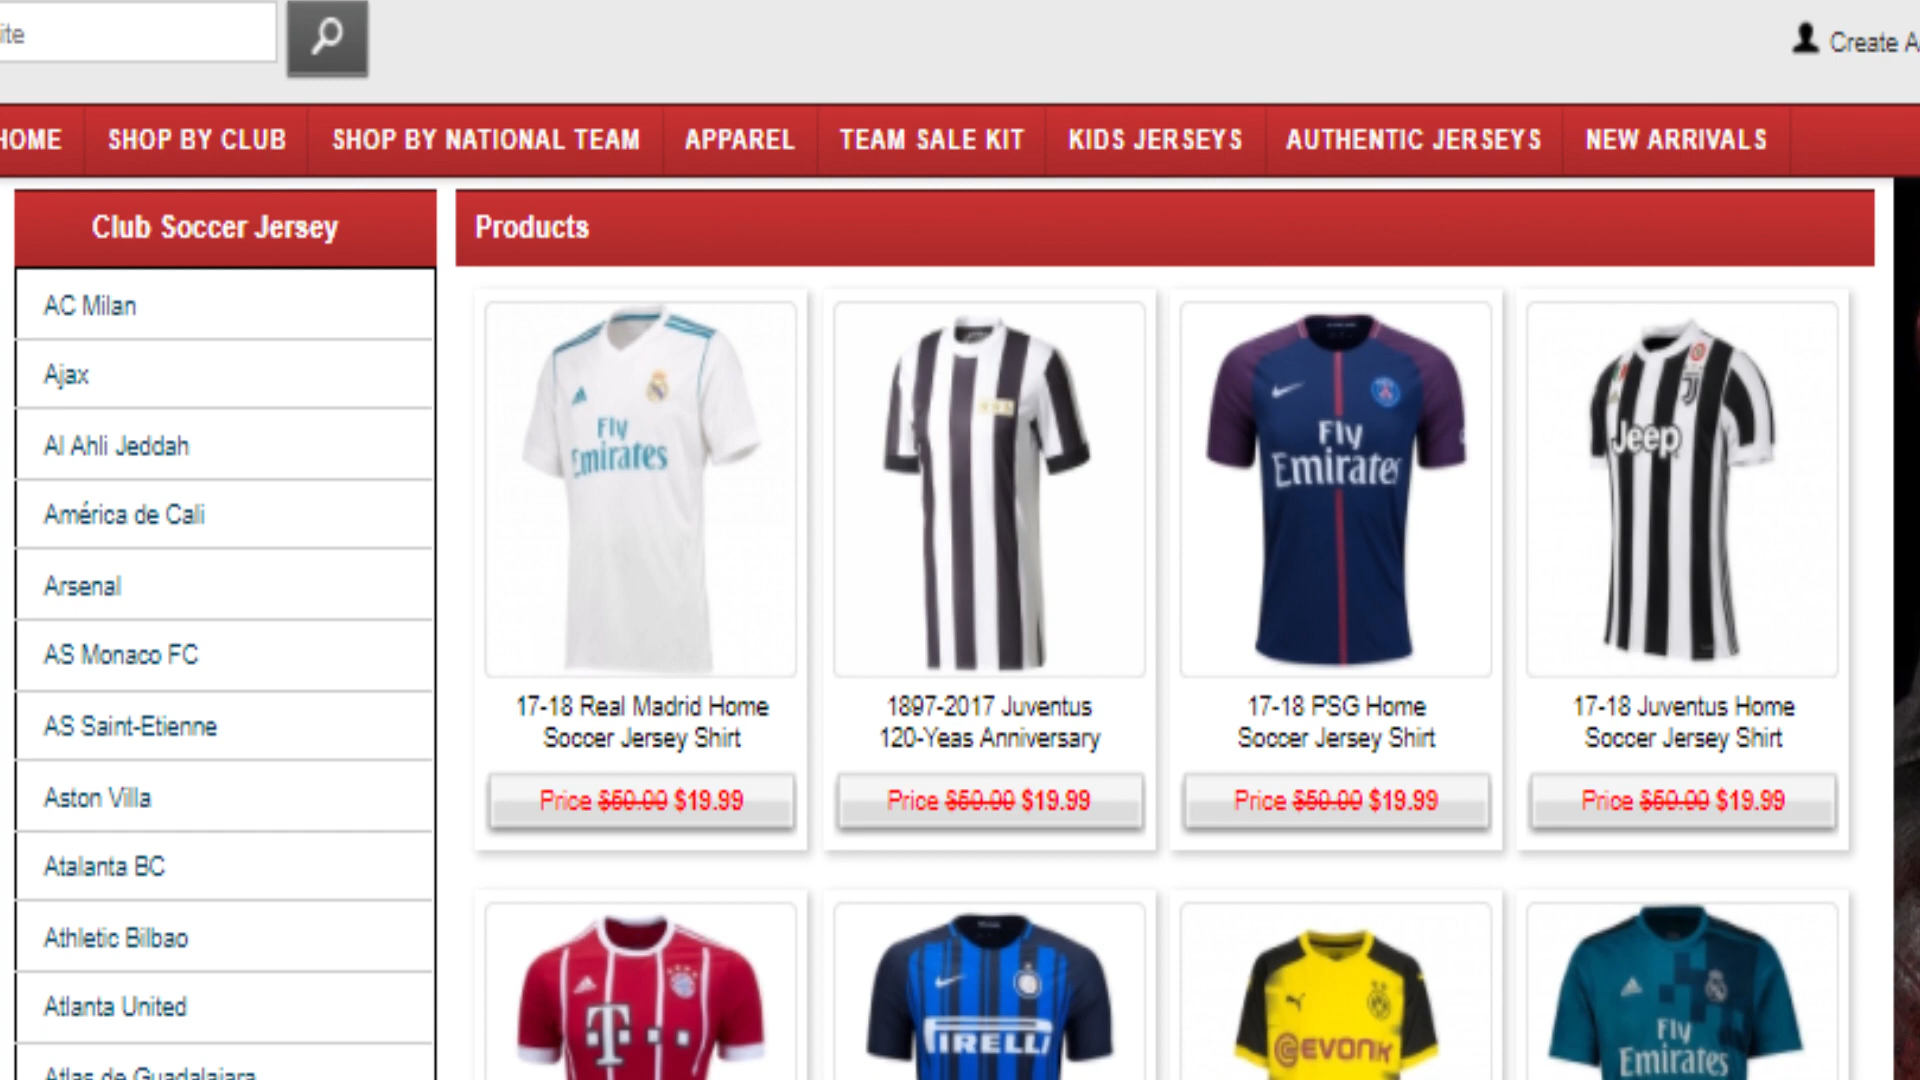 ite
Create A
HOME SHOP BY CLUB SHOP BY NATIONAL TEAM APPAREL TEAM SALE KIT KIDS JERSEYS AUTHENTIC JERSEYS NEW ARRIVALS
Club Soccer Jersey
AC Milan
Ajax
Al Ahli Jeddah
América de Cali
Arsenal
AS Monaco FC
AS Saint-Etienne
Aston Villa
Atalanta BC
Athletic Bilbao
Atlanta United
Atlas de Guadalajara
Products
Fly
Emirates
17-18 Real Madrid Home
Soccer Jersey Shirt
Price $50.00 $19.99
1897-2017 Juventus
120-Yeas Anniversary
Price $50.00 $19.99
Fly
Emirates
17-18 PSG Home
Soccer Jersey Shirt
Price $50.00 $19.99
Jeep
17-18 Juventus Home
Soccer Jersey Shirt
Price $50.00 $19.99
T
PIRELLI
EVONIK
Fly
Emirates